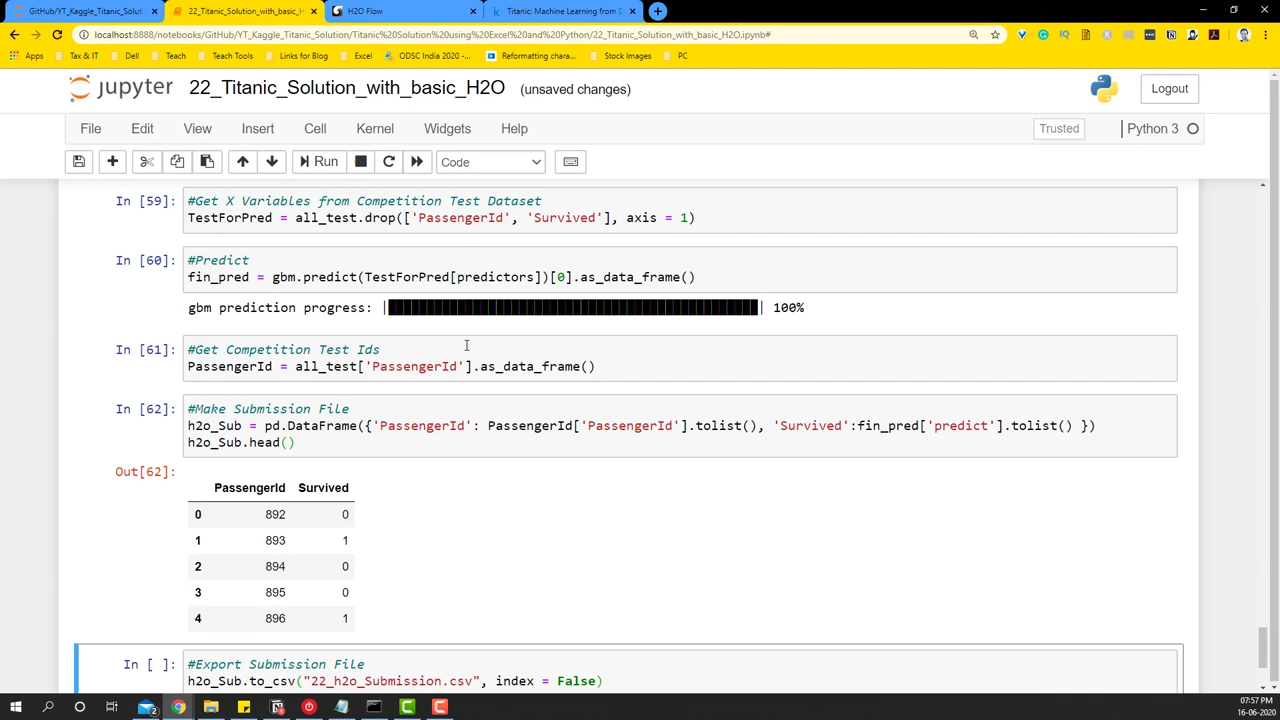 GitHub/YT_Kaggle_Titanic_Soluti
22_Titanic_Solution_with_basic_H
H2O Flow
Titanic: Machine Learning from D
localhost:8888/notebooks/GitHub/YT_Kaggle_Titanic_Solution/Titanic%20Solution%20using%20Excel%20and%20Python/22_Titanic_Solution_with_basic_H2O.ipynb#
Apps
Tax & IT
Dell
Teach
Teach Tools
Links for Blog
Excel
ODSC India 2020 -...
Reformatting chara...
Stock Images
PC
jupyter 22_Titanic_Solution_with_basic_H2O (unsaved changes)
Logout
File Edit View Insert Cell Kernel Widgets Help
Trusted
Python 3
Run
Code
In [59]: #Get X Variables from Competition Test Dataset
TestForPred = all_test.drop(['PassengerId', 'Survived'], axis = 1)
In [60]: #Predict
fin_pred = gbm.predict(TestForPred[predictors])[0].as_data_frame()
gbm prediction progress: | | 100%
In [61]: #Get Competition Test Ids
PassengerId = all_test['PassengerId'].as_data_frame()
In [62]: #Make Submission File
h2o_Sub = pd.DataFrame({'PassengerId': PassengerId['PassengerId'].tolist(), 'Survived':fin_pred['predict'].tolist() })
h2o_Sub.head()
Out[62]:
PassengerId Survived
0 892 0
1 893 1
2 894 0
3 895 0
4 896 1
In [ ]: #Export Submission File
h2o_Sub.to_csv("22_h2o_Submission.csv", index = False)
07:57 PM
16-06-2020